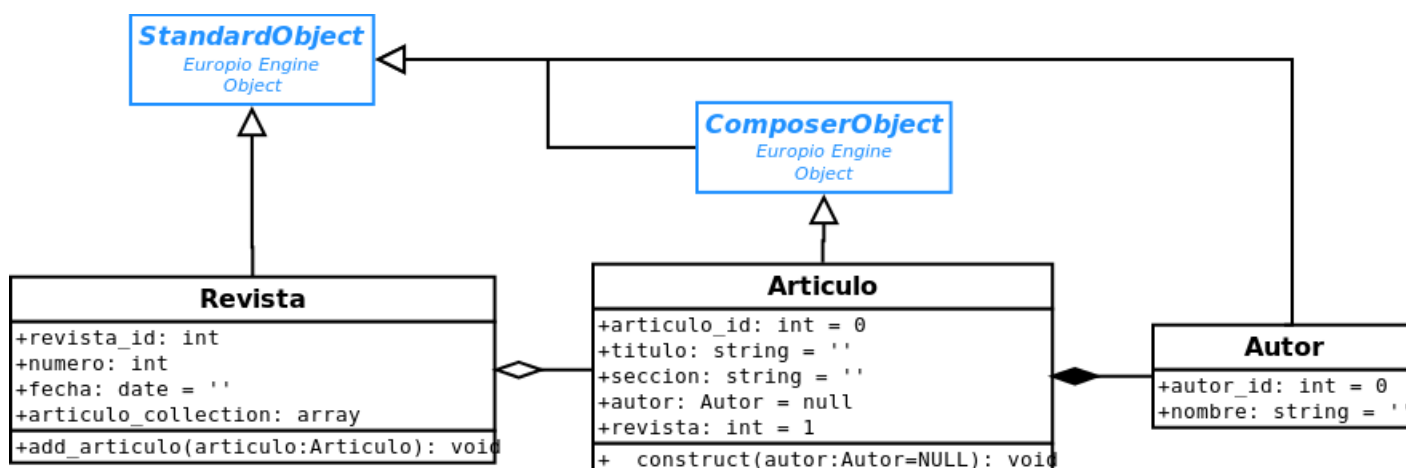 StandardObject
Europio Engine
Object
ComposerObject
Europio Engine
Object
Revista
+revista_id: int
+numero: int
+fecha: date = ''
+articulo_collection: array
+add_articulo(articulo:Articulo): void
Articulo
+articulo_id: int = 0
+titulo: string = ''
+seccion: string = ''
+autor: Autor = null
+revista: int = 1
+  construct(autor:Autor=NULL): void
Autor
+autor_id: int = 0
+nombre: string = ''